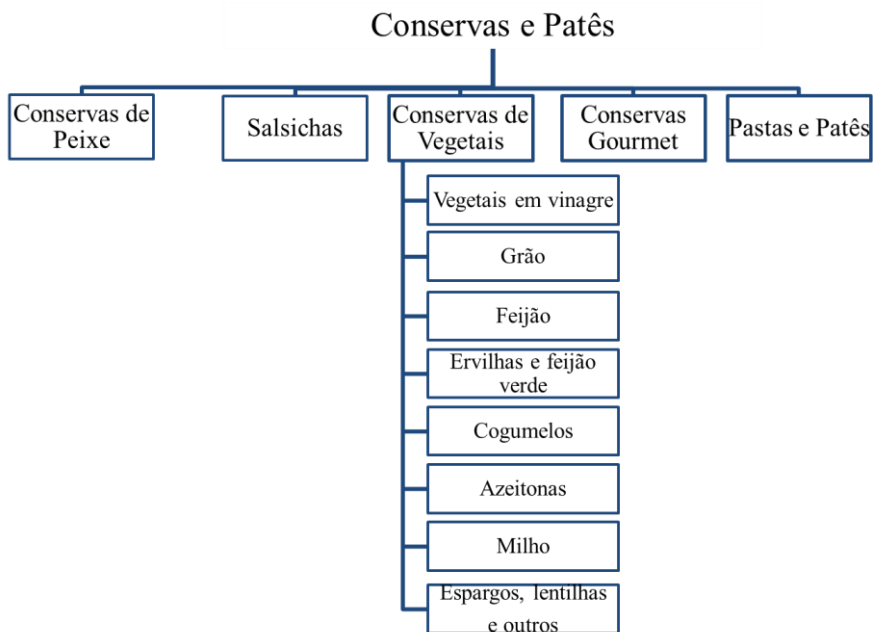 Conservas e Patês
Conservas de
Peixe
Salsichas
Conservas de
Vegetais
Conservas
Gourmet
Pastas e Patês
Vegetais em vinagre
Grão
Feijão
Ervilhas e feijão
verde
Cogumelos
Azeitonas
Milho
Espargos, lentilhas
e outros